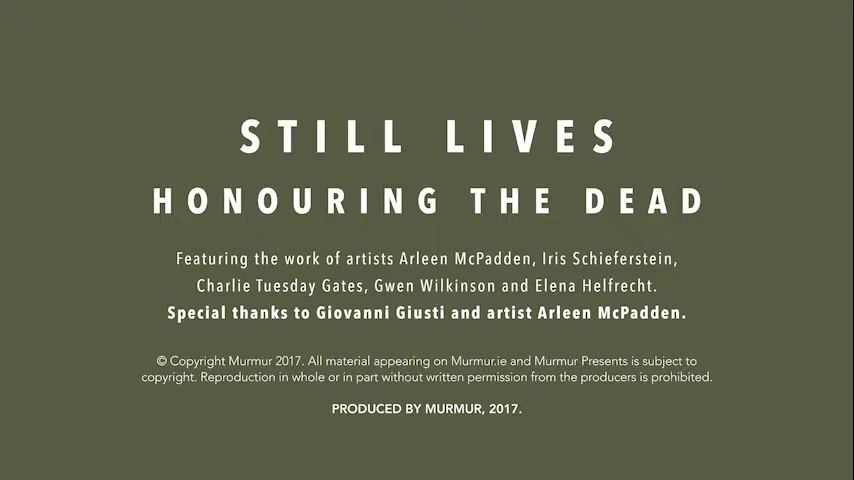 STILL LIVES
HONOURING THE DEAD
Featuring the work of artists Arleen McPadden, Iris Schieferstein,
Charlie Tuesday Gates, Gwen Wilkinson and Elena Helfrecht.
Special thanks to Giovanni Giusti and artist Arleen McPadden.
© Copyright Murmur 2017. All material appearing on Murmur.ie and Murmur Presents is subject to
copyright. Reproduction in whole or in part without written permission from the producers is prohibited.
PRODUCED BY MURMUR, 2017.